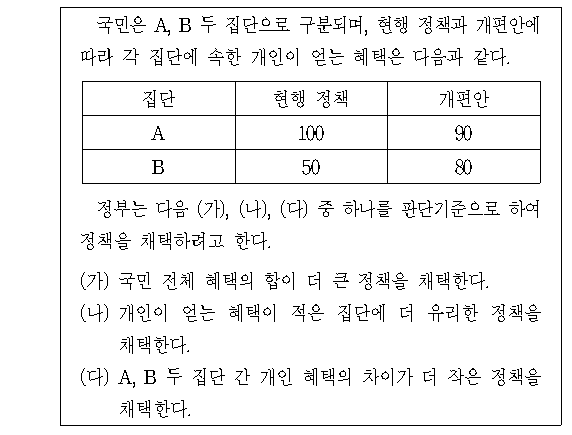 국민은 A, B 두 집단으로 구분되며, 현행 정책과 개편안에
따라 각 집단에 속한 개인이 얻는 혜택은 다음과 같다.
집단 현행 정책 개편안
A 100 90
B 50 80
정부는 다음 (가), (나), (다) 중 하나를 판단기준으로 하여
정책을 채택하려고 한다.
(가) 국민 전체 혜택의 합이 더 큰 정책을 채택한다.
(나) 개인이 얻는 혜택이 적은 집단에 더 유리한 정책을
채택한다.
(다) A, B 두 집단 간 개인 혜택의 차이가 더 작은 정책을
채택한다.